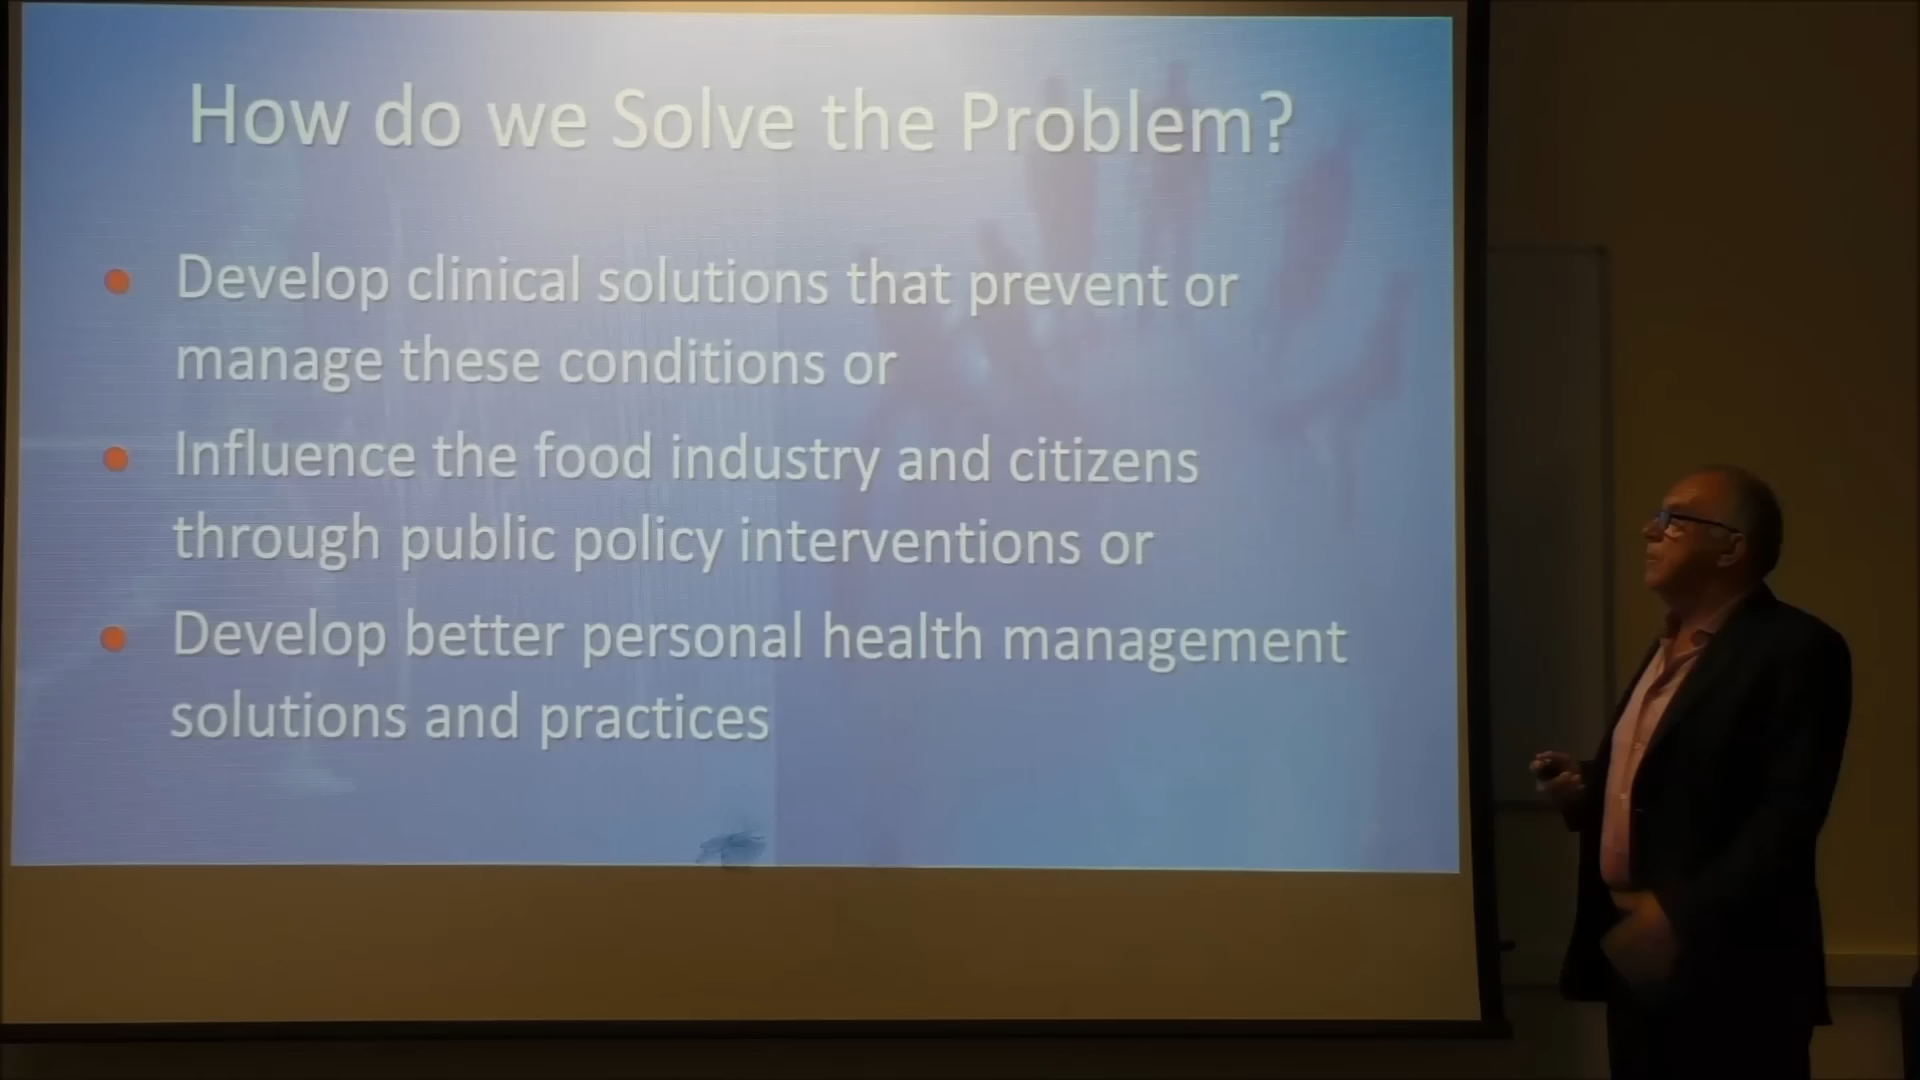 How do we Solve the Problem?
Develop clinical solutions that prevent or
manage these conditions or
Influence the food industry and citizens
through public policy interventions or
Develop better personal health management
solutions and practices